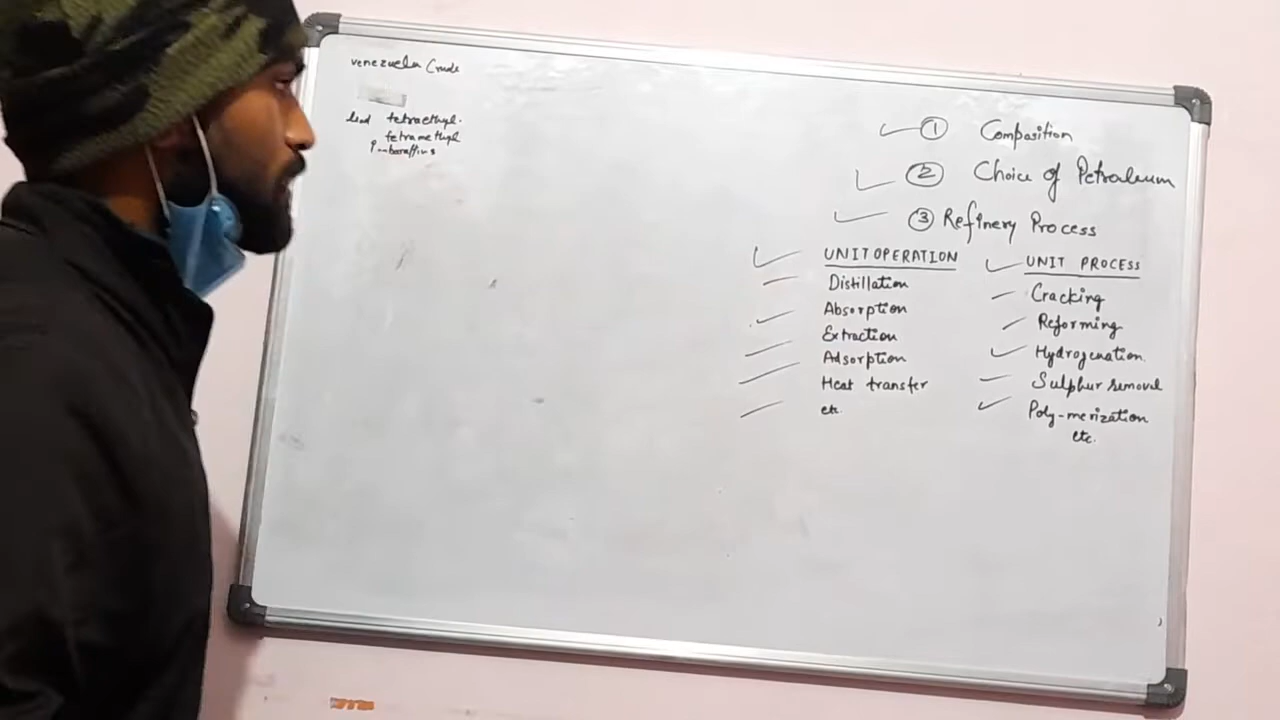 venezuela Crude
lead tetraethyl.
tetramethyl
① Composition
② Choice of Petroleum
③ Refinery Process
UNIT OPERATION
Distillation
Absorption
Extraction
Adsorption
Heat transfer
etc.
UNIT PROCESS
Cracking
Reforming
Hydrogenation.
Sulphur removal
Poly-merization
etc.